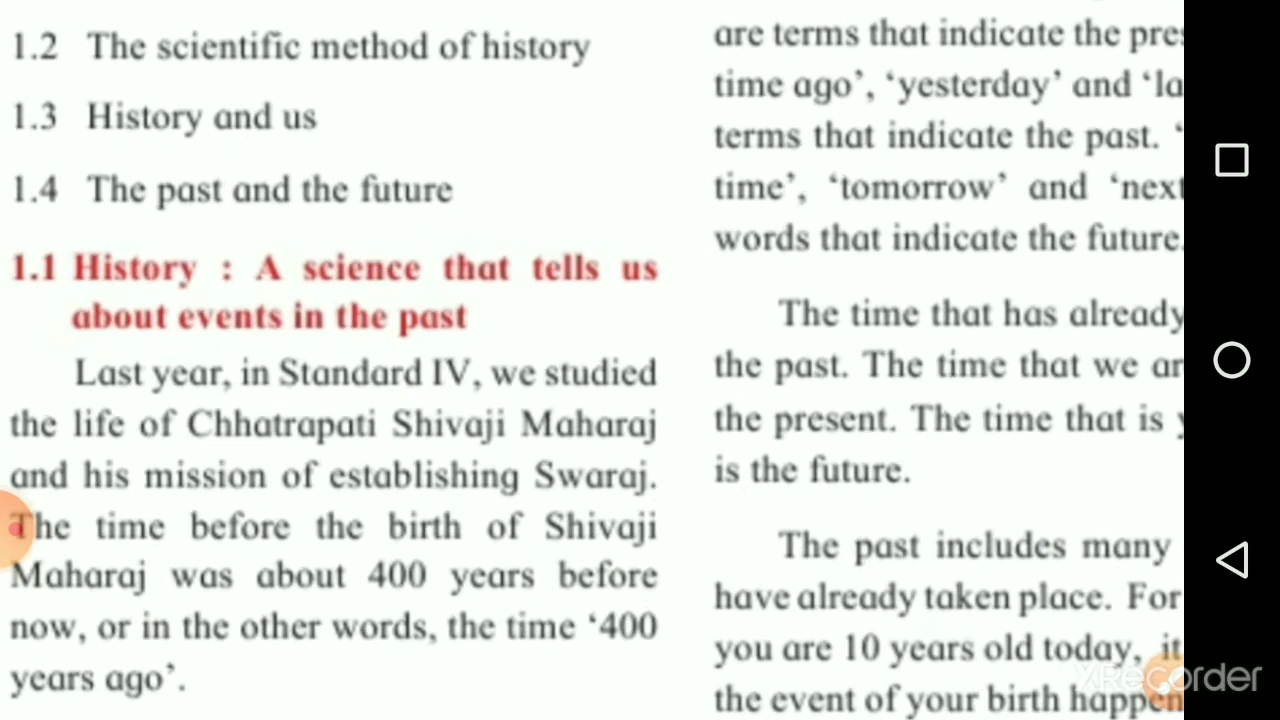 1.2 The scientific method of history
1.3 History and us
1.4 The past and the future
1.1 History : A science that tells us
about events in the past
Last year, in Standard IV, we studied
the life of Chhatrapati Shivaji Maharaj
and his mission of establishing Swaraj.
The time before the birth of Shivaji
Maharaj was about 400 years before
now, or in the other words, the time ‘400
years ago’.
are terms that indicate the
time ago’, ‘yesterday’ and
terms that indicate the past.
time’, ‘tomorrow’ and ‘next
words that indicate the future.
The time that has already
the past. The time that we
the present. The time that is
is the future.
The past includes many
have already taken place. For
you are 10 years old today, it
the event of your birth
XRecorder